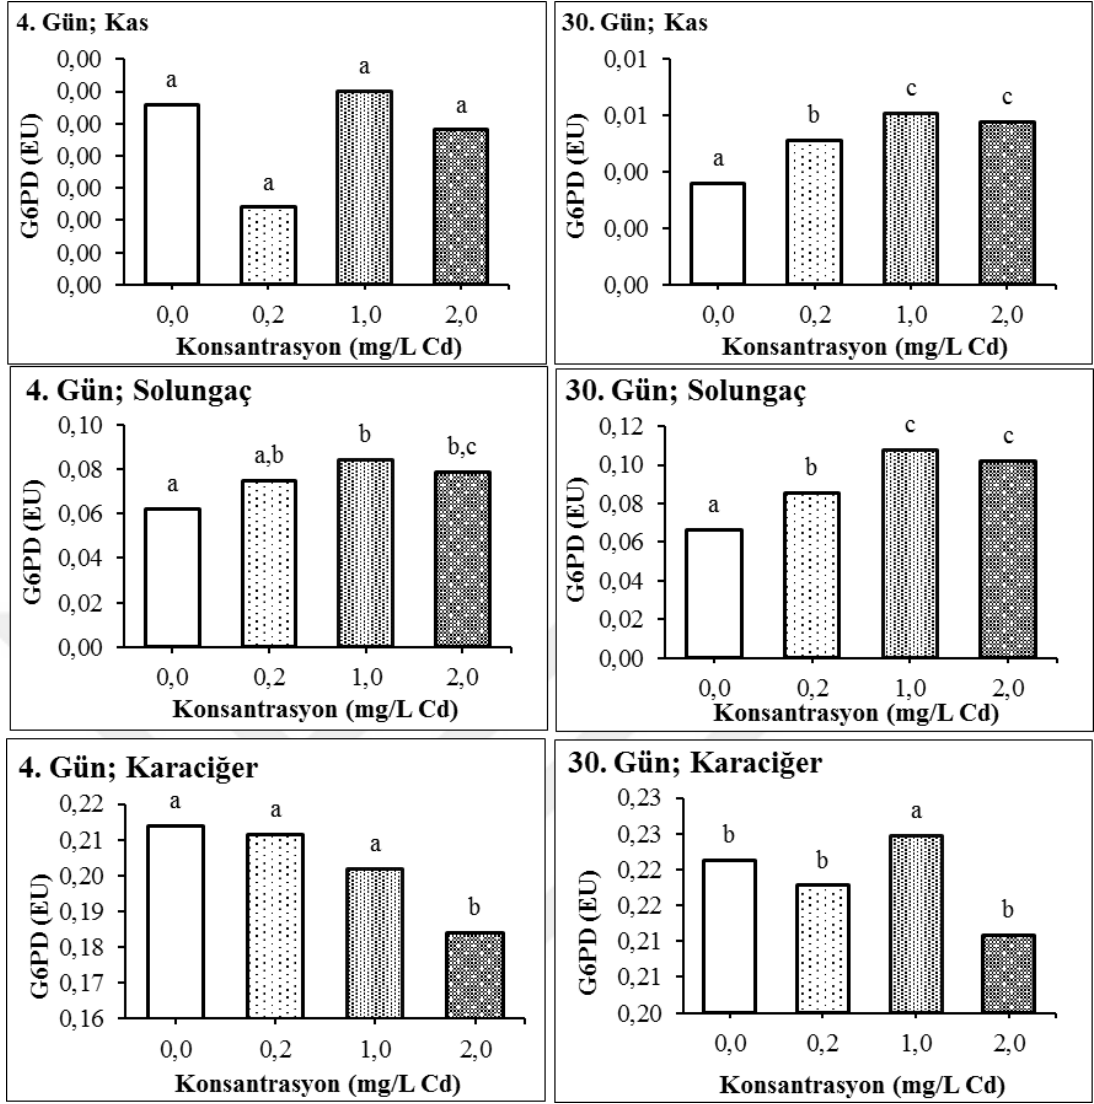 4. Gün; Kas
G6PD (EU)
0,00
0,00
0,00
0,00
0,00
0,00
0,00
0,00
a
a
a
a
0,0 0,2 1,0 2,0
Konsantrasyon (mg/L Cd)
30. Gün; Kas
G6PD (EU)
0,01
0,01
0,00
0,00
0,00
a
b
c
c
0,0 0,2 1,0 2,0
Konsantrasyon (mg/L Cd)
4. Gün; Solungaç
G6PD (EU)
0,10
0,08
0,06
0,04
0,02
0,00
a
a,b
b
b,c
0,0 0,2 1,0 2,0
Konsantrasyon (mg/L Cd)
30. Gün; Solungaç
G6PD (EU)
0,12
0,10
0,08
0,06
0,04
0,02
0,00
a
b
c
c
0,0 0,2 1,0 2,0
Konsantrasyon (mg/L Cd)
4. Gün; Karaciğer
G6PD (EU)
0,22
0,21
0,20
0,19
0,18
0,17
0,16
a
a
a
b
0,0 0,2 1,0 2,0
Konsantrasyon (mg/L Cd)
30. Gün; Karaciğer
G6PD (EU)
0,23
0,23
0,22
0,22
0,21
0,21
0,20
b
b
a
b
0,0 0,2 1,0 2,0
Konsantrasyon (mg/L Cd)